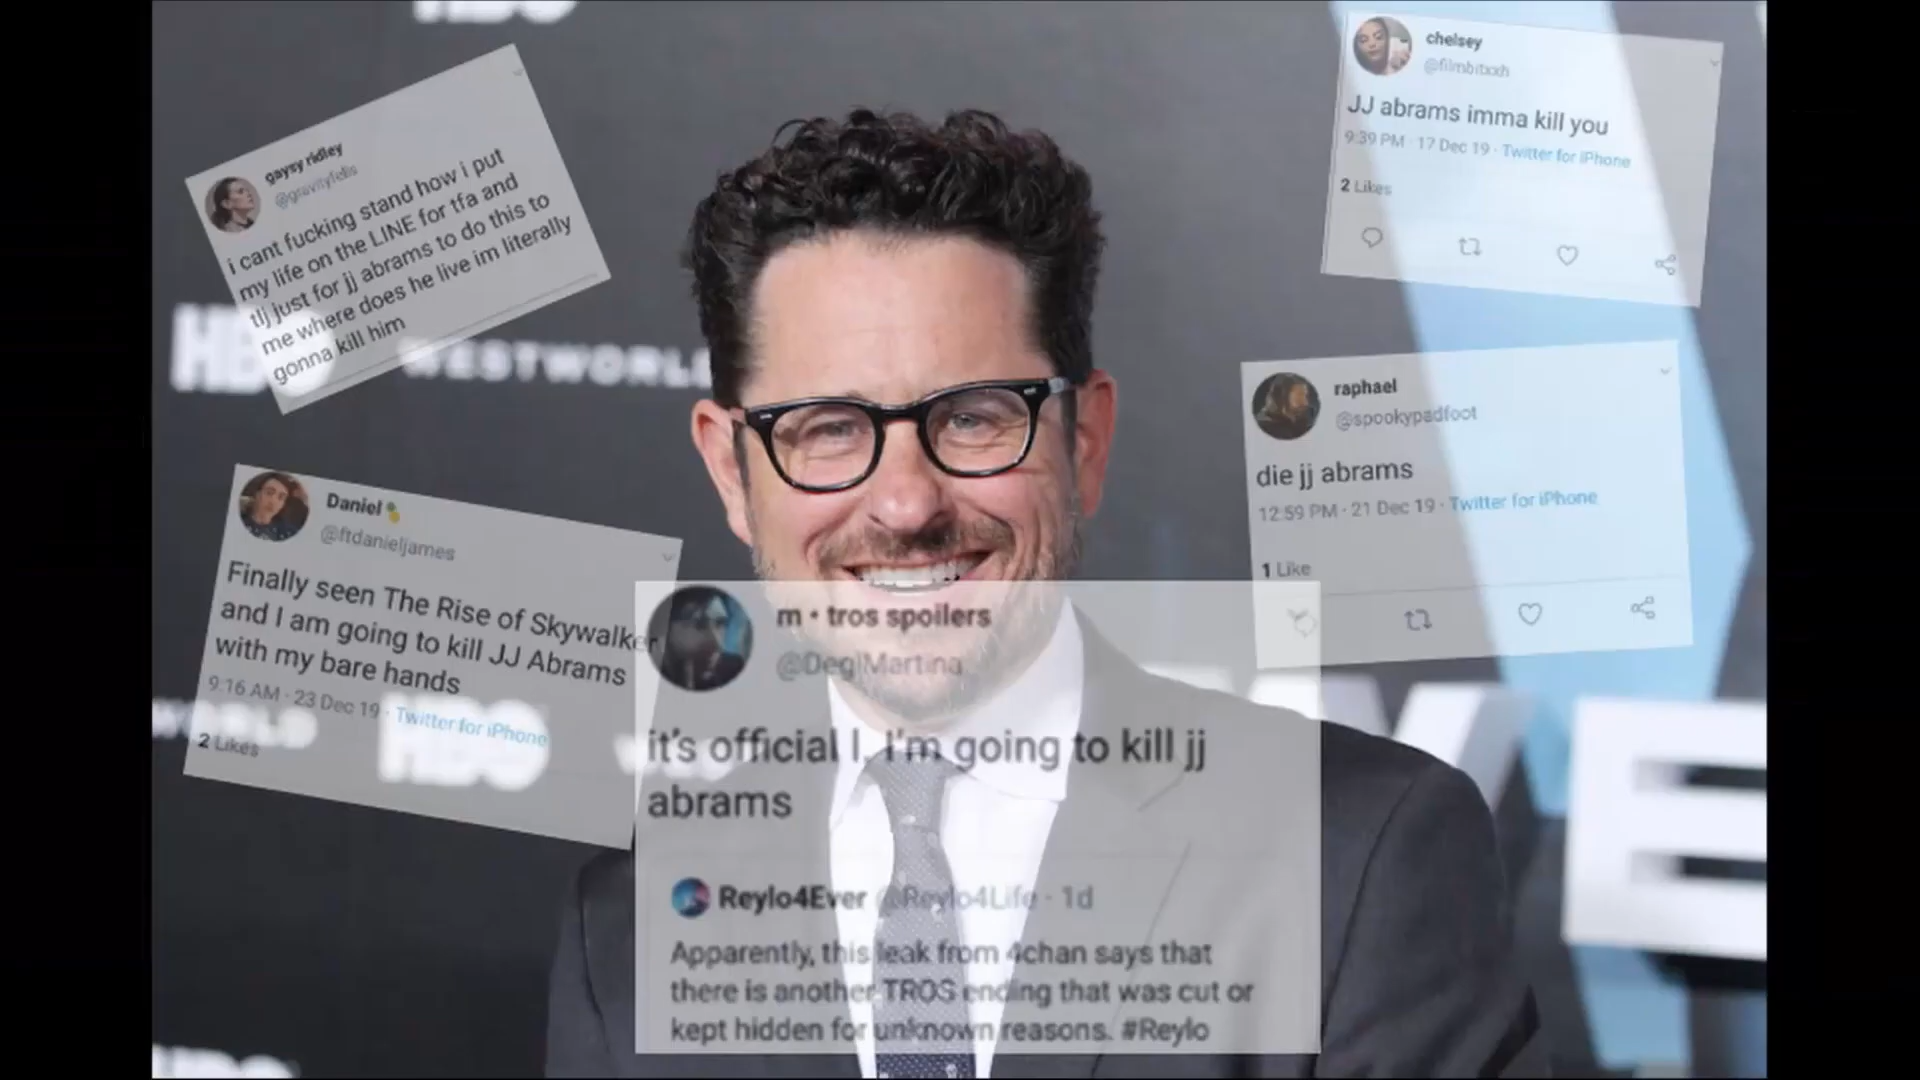 HBO
gaysy ridley
@gravityfells
i cant fucking stand how i put
my life on the LINE for tfa and
tlj just for jj abrams to do this to
me where does he live im literally
gonna kill him
chelsey
@filmbitxxh
JJ abrams imma kill you
9:39 PM · 17 Dec 19 · Twitter for iPhone
2 Likes
HBO
WESTWORLD
raphael
@spookypadfoot
die jj abrams
12:59 PM · 21 Dec 19 · Twitter for iPhone
1 Like
Daniel
@ftdanieljames
Finally seen The Rise of Skywalker
and I am going to kill JJ Abrams
with my bare hands
9:16 AM · 23 Dec 19 · Twitter for iPhone
2 Likes
WORLD
HBO
m • tros spoilers
@DeglMartina
it's official l, I'm going to kill jj
abrams
Reylo4Ever @Reylo4Life · 1d
Apparently, this leak from 4chan says that
there is another TROS ending that was cut or
kept hidden for unknown reasons. #Reylo
HBO